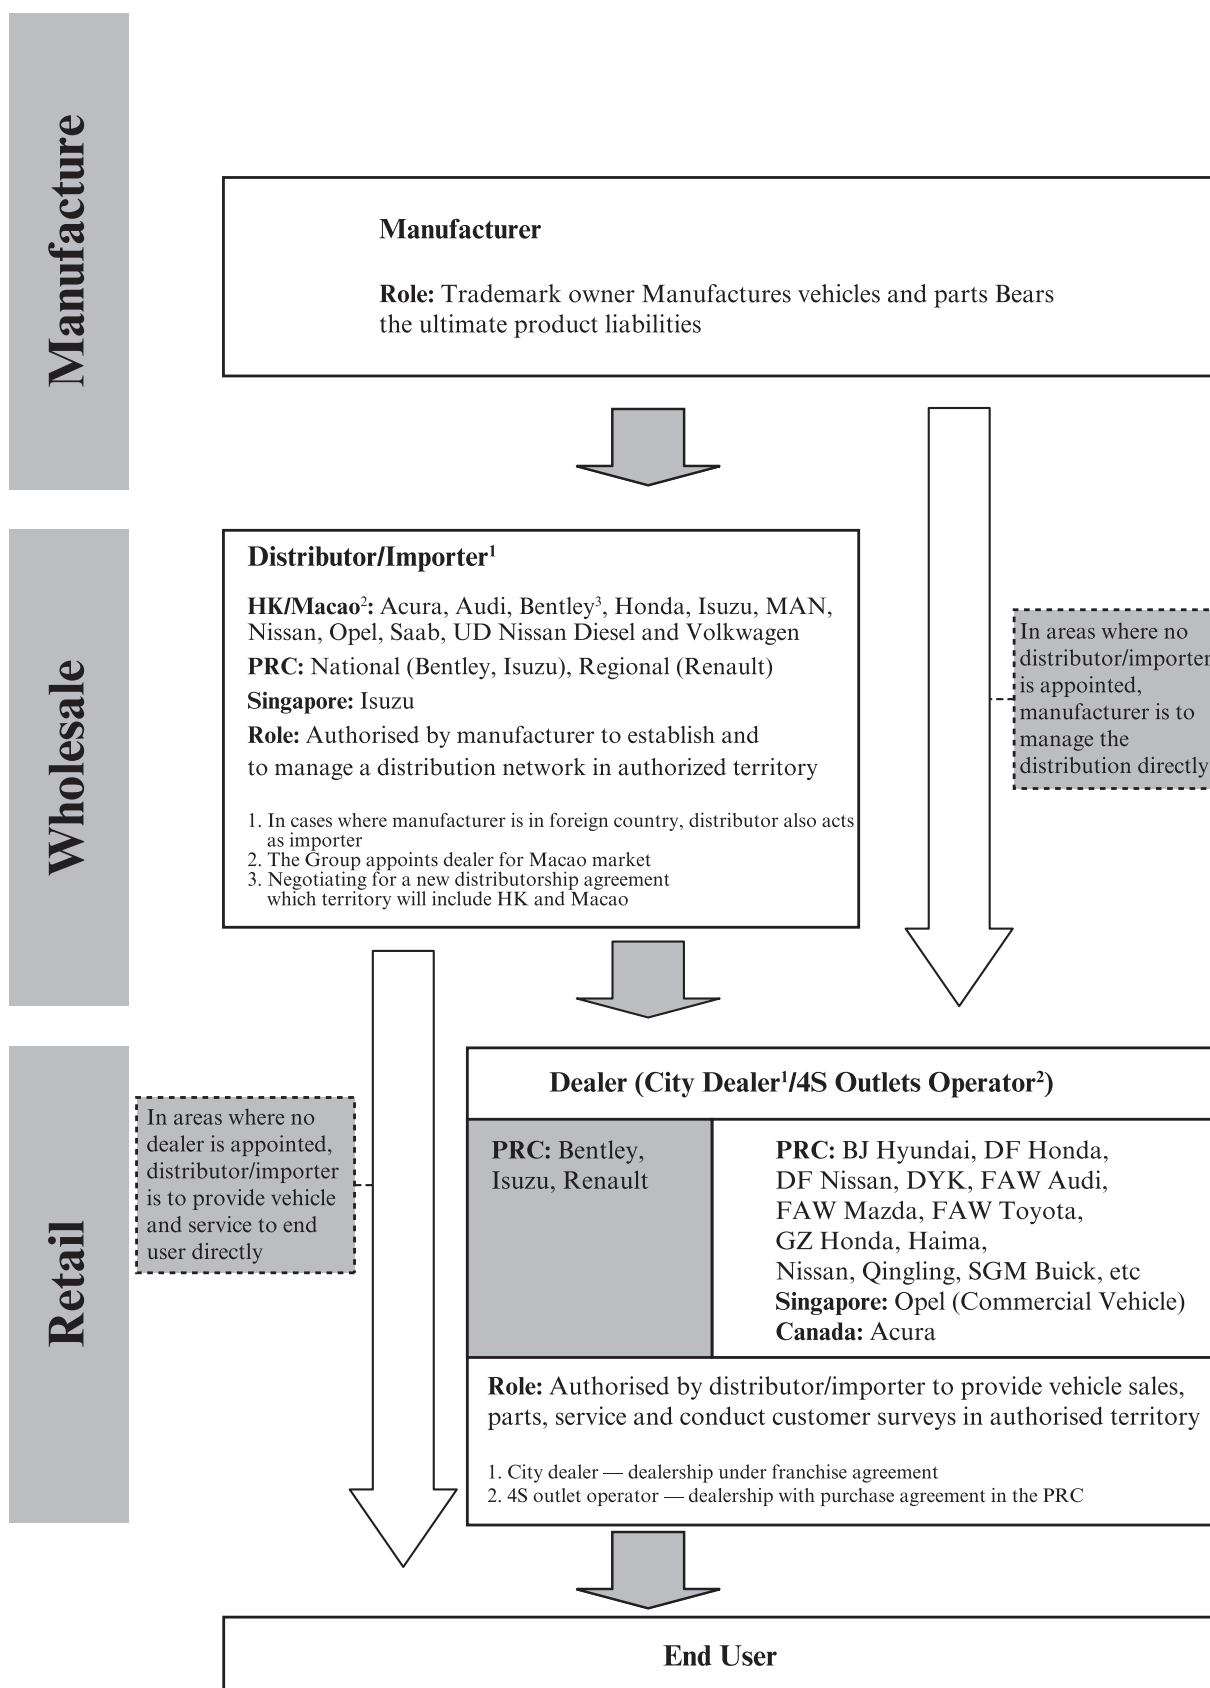 Manufacture
Manufacturer
Role: Trademark owner Manufactures vehicles and parts Bears
the ultimate product liabilities
Wholesale
Distributor/Importer¹
HK/Macao²: Acura, Audi, Bentley³, Honda, Isuzu, MAN,
Nissan, Opel, Saab, UD Nissan Diesel and Volkwagen
PRC: National (Bentley, Isuzu), Regional (Renault)
Singapore: Isuzu
Role: Authorised by manufacturer to establish and
to manage a distribution network in authorized territory
1. In cases where manufacturer is in foreign country, distributor also acts
as importer
2. The Group appoints dealer for Macao market
3. Negotiating for a new distributorship agreement
which territory will include HK and Macao
In areas where no
distributor/importer
is appointed,
manufacturer is to
manage the
distribution directly
Retail
In areas where no
dealer is appointed,
distributor/importer
is to provide vehicle
and service to end
user directly
Dealer (City Dealer¹/4S Outlets Operator²)
PRC: Bentley,
Isuzu, Renault
PRC: BJ Hyundai, DF Honda,
DF Nissan, DYK, FAW Audi,
FAW Mazda, FAW Toyota,
GZ Honda, Haima,
Nissan, Qingling, SGM Buick, etc
Singapore: Opel (Commercial Vehicle)
Canada: Acura
Role: Authorised by distributor/importer to provide vehicle sales,
parts, service and conduct customer surveys in authorised territory
1. City dealer — dealership under franchise agreement
2. 4S outlet operator — dealership with purchase agreement in the PRC
End User